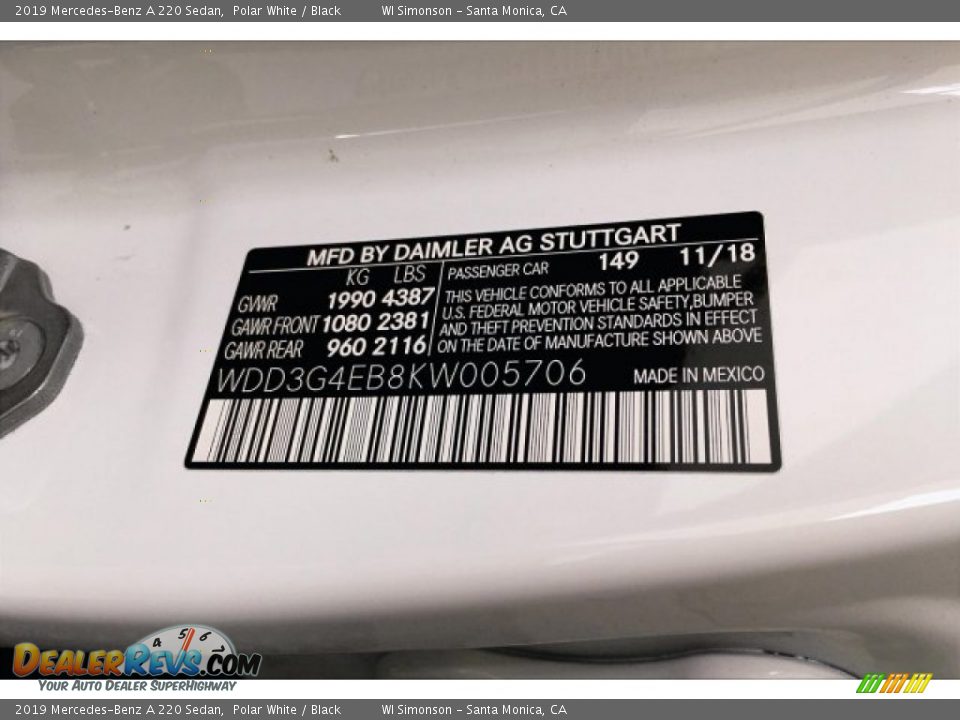 2019 Mercedes-Benz A 220 Sedan, Polar White / Black WI Simonson - Santa Monica, CA
MFD BY DAIMLER AG STUTTGART
KG LBS
GVWR 1990 4387
GAWR FRONT 1080 2381
GAWR REAR 960 2116
PASSENGER CAR 149 11/18
THIS VEHICLE CONFORMS TO ALL APPLICABLE
U.S. FEDERAL MOTOR VEHICLE SAFETY,BUMPER
AND THEFT PREVENTION STANDARDS IN EFFECT
ON THE DATE OF MANUFACTURE SHOWN ABOVE
WDD3G4EB8KW005706 MADE IN MEXICO
4 5 6
DEALERREVS.COM
YOUR AUTO DEALER SUPERHIGHWAY
2019 Mercedes-Benz A 220 Sedan, Polar White / Black WI Simonson - Santa Monica, CA